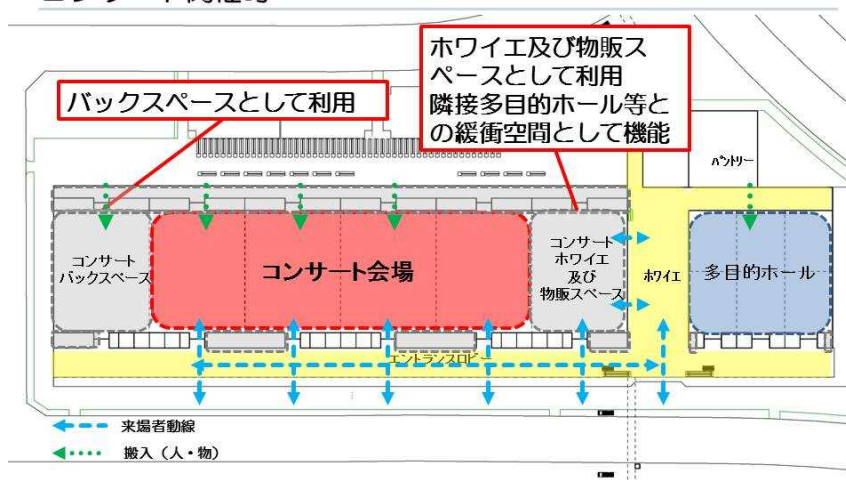 バックスペースとして利用
ホワイエ及び物販ス
ペースとして利用
隣接多目的ホール等と
の緩衝空間として機能
パントリー
コンサート
バックスペース
コンサート会場
コンサート
ホワイエ
及び
物販スペース
ホワイエ
多目的ホール
エントランスロビー
来場者動線
搬入（人・物）